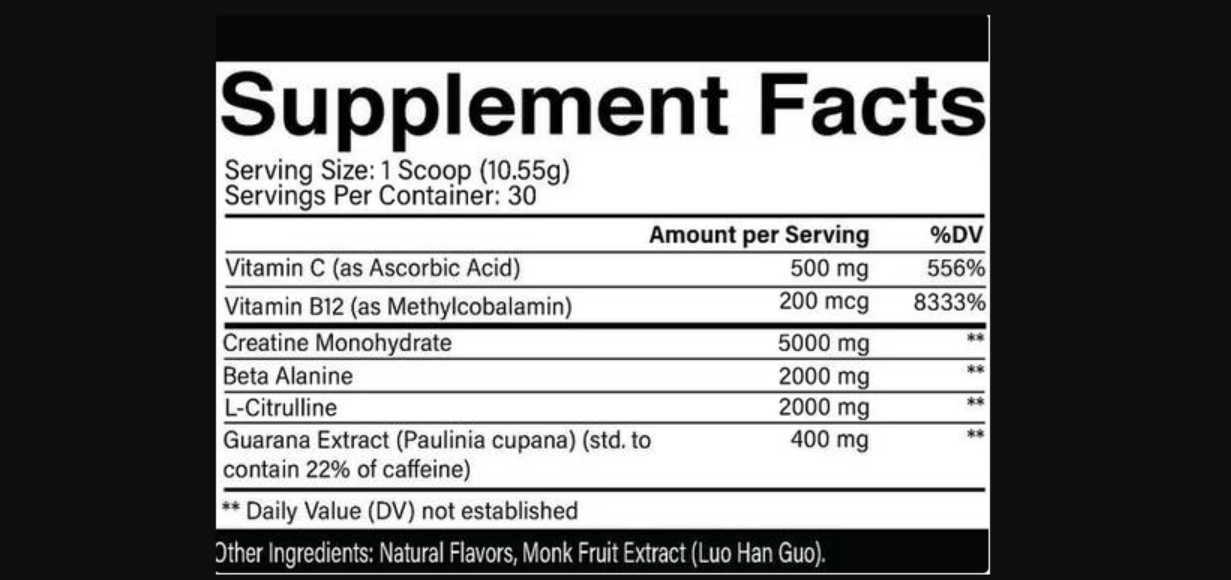 Supplement Facts
Serving Size: 1 Scoop (10.55g)
Servings Per Container: 30
Amount per Serving %DV
Vitamin C (as Ascorbic Acid) 500 mg 556%
Vitamin B12 (as Methylcobalamin) 200 mcg 8333%
Creatine Monohydrate 5000 mg **
Beta Alanine 2000 mg **
L-Citrulline 2000 mg **
Guarana Extract (Paulinia cupana) (std. to 400 mg **
contain 22% of caffeine)
** Daily Value (DV) not established
Other Ingredients: Natural Flavors, Monk Fruit Extract (Luo Han Guo).